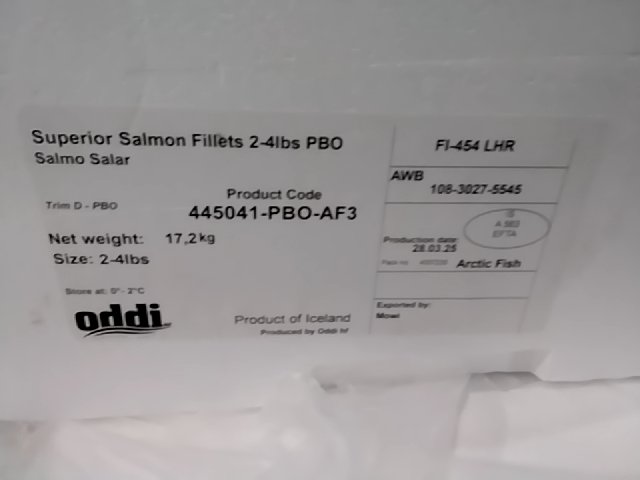 Superior Salmon Fillets 2-4lbs PBO
Salmo Salar
Trim D - PBO
Product Code
445041-PBO-AF3
Net weight: 17,2kg
Size: 2-4lbs
Store at: 0° - 2°C
oddi
Product of Iceland
Produced by Oddi hf
FI-454 LHR
AWB
108-3027-5545
IS
EFTA
Production date:
28.03.25
Pack no
Arctic Fish
Exported by:
Mowi